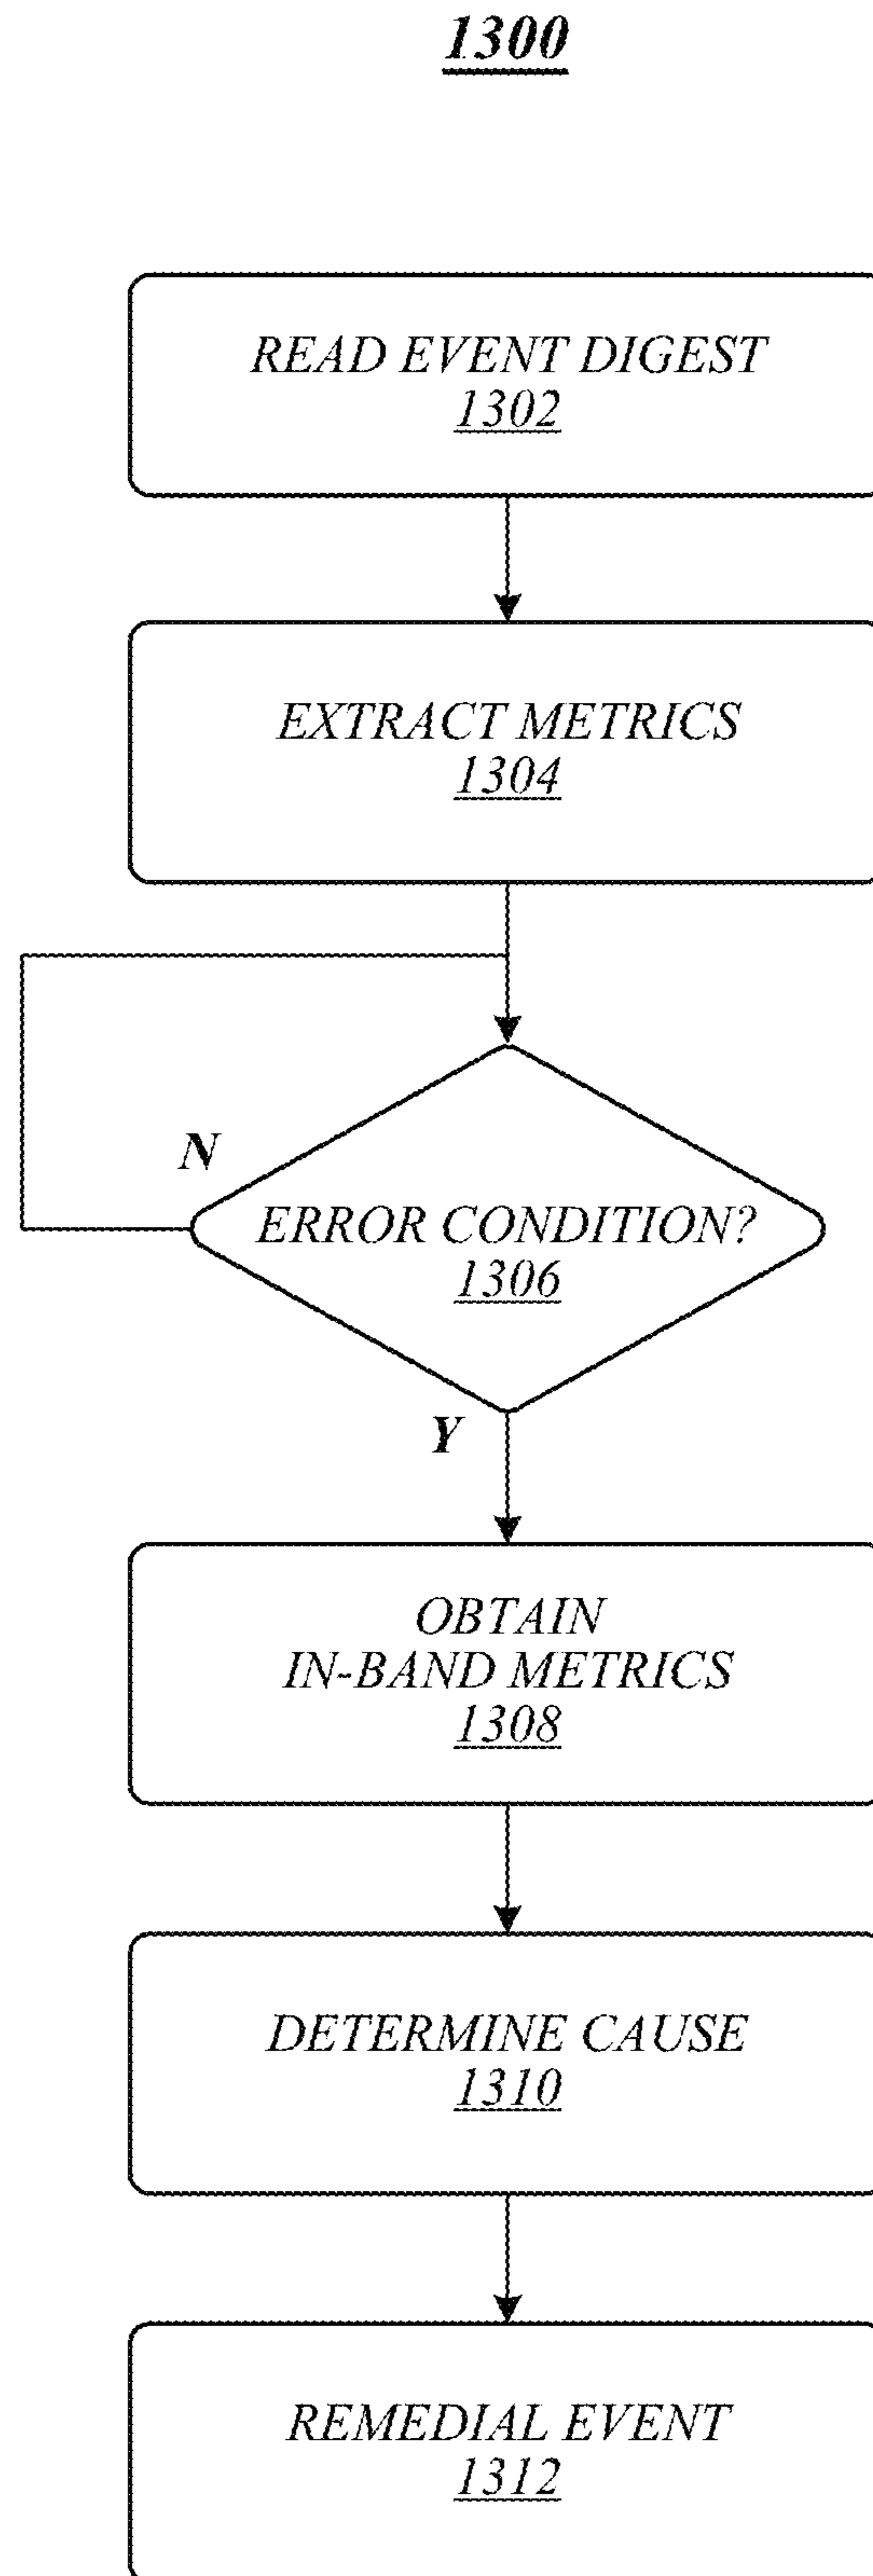 1300
READ EVENT DIGEST
1302
EXTRACT METRICS
1304
N
ERROR CONDITION?
1306
Y
OBTAIN
IN-BAND METRICS
1308
DETERMINE CAUSE
1310
REMEDIAL EVENT
1312